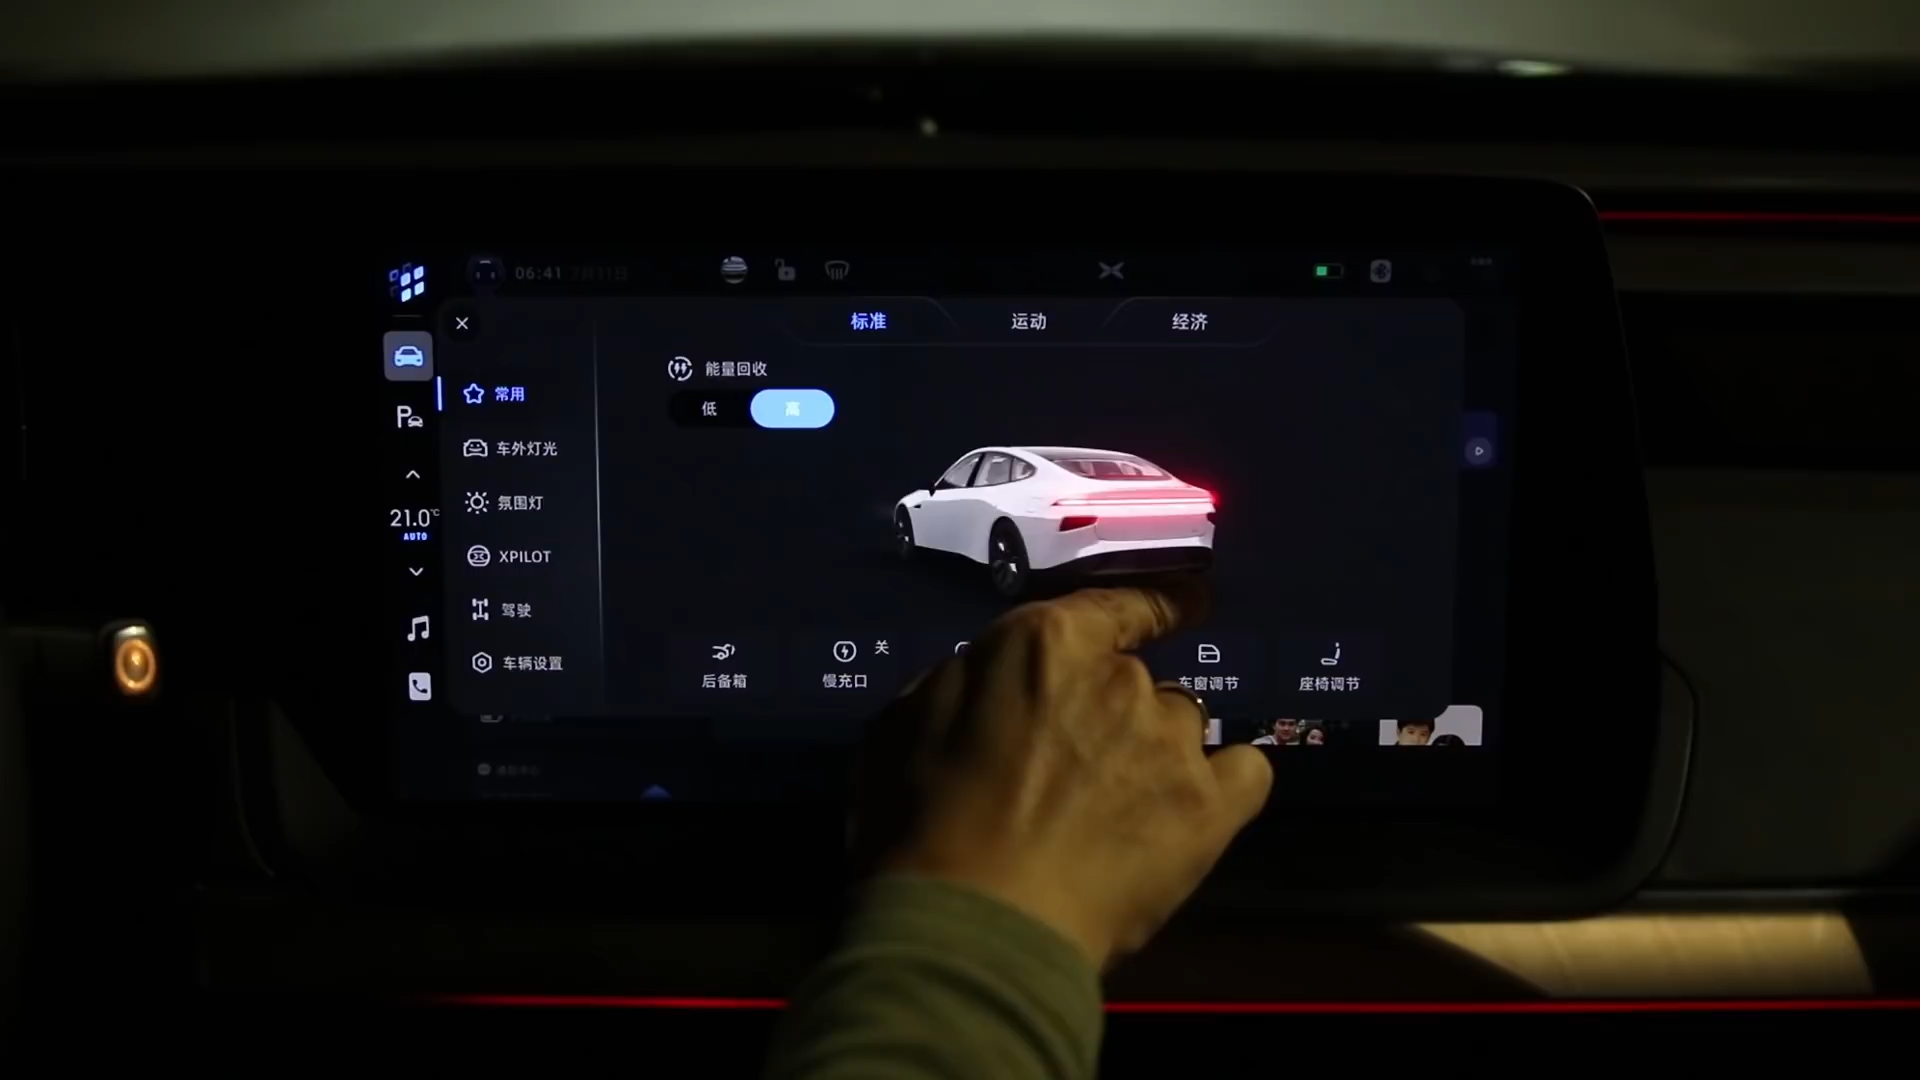 06:41
标准
运动
经济
能量回收
低
高
常用
车外灯光
氛围灯
XPILOT
驾驶
车辆设置
P
21.0°C
AUTO
后备箱
关
慢充口
车窗调节
座椅调节